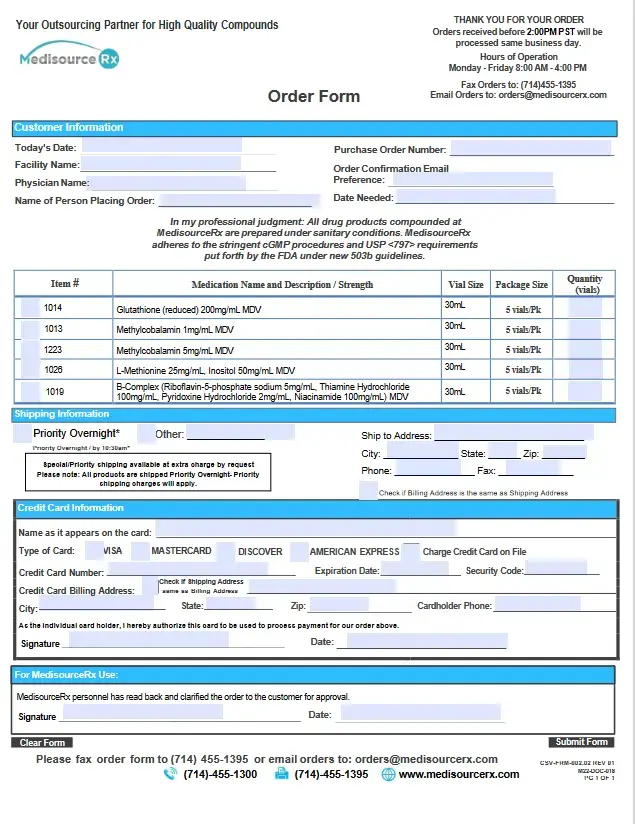 Your Outsourcing Partner for High Quality Compounds
Medisource Rx
THANK YOU FOR YOUR ORDER
Orders received before 2:00PM PST will be
processed same business day.
Hours of Operation
Monday - Friday 8:00 AM - 4:00 PM
Fax Orders to: (714)455-1395
Email Orders to: orders@medisourcerx.com
Order Form
Customer Information
Today's Date:
Purchase Order Number:
Facility Name:
Order Confirmation Email
Preference:
Physician Name:
Name of Person Placing Order:
Date Needed:
In my professional judgment: All drug products compounded at
MedisourceRx are prepared under sanitary conditions. MedisourceRx
adheres to the stringent cGMP procedures and USP <797> requirements
put forth by the FDA under new 503b guidelines.
Item # Medication Name and Description / Strength Vial Size Package Size Quantity (vials)
1014 Glutathione (reduced) 200mg/mL MDV 30mL 5 vials/Pk
1013 Methylcobalamin 1mg/mL MDV 30mL 5 vials/Pk
1223 Methylcobalamin 5mg/mL MDV 30mL 5 vials/Pk
1026 L-Methionine 25mg/mL, Inositol 50mg/mL MDV 30mL 5 vials/Pk
1019 B-Complex (Riboflavin-5-phosphate sodium 5mg/mL, Thiamine Hydrochloride
100mg/mL, Pyridoxine Hydrochloride 2mg/mL, Niacinamide 100mg/mL) MDV 30mL 5 vials/Pk
Shipping Information
Priority Overnight* Other:
Priority Overnight / by 10:30am*
Special/Priority shipping available at extra charge by request
Please note: All products are shipped Priority Overnight- Priority
shipping charges will apply.
Ship to Address:
City: State: Zip:
Phone: Fax:
Check if Billing Address is the same as Shipping Address
Credit Card Information
Name as it appears on the card:
Type of Card: VISA MASTERCARD DISCOVER AMERICAN EXPRESS Charge Credit Card on File
Credit Card Number: Expiration Date: Security Code:
Credit Card Billing Address: Check if Shipping Address
same as Billing Address
City: State: Zip: Cardholder Phone:
As the individual card holder, I hereby authorize this card to be used to process payment for our order above.
Signature Date:
For MedisourceRx Use:
MedisourceRx personnel has read back and clarified the order to the customer for approval.
Signature Date:
Clear Form Submit Form
Please fax order form to (714) 455-1395 or email orders to: orders@medisourcerx.com
(714)-455-1300 (714)-455-1395 www.medisourcerx.com
CSV-FRM-002.02 REV 01
M22-DOC-018
PG 1 OF 1